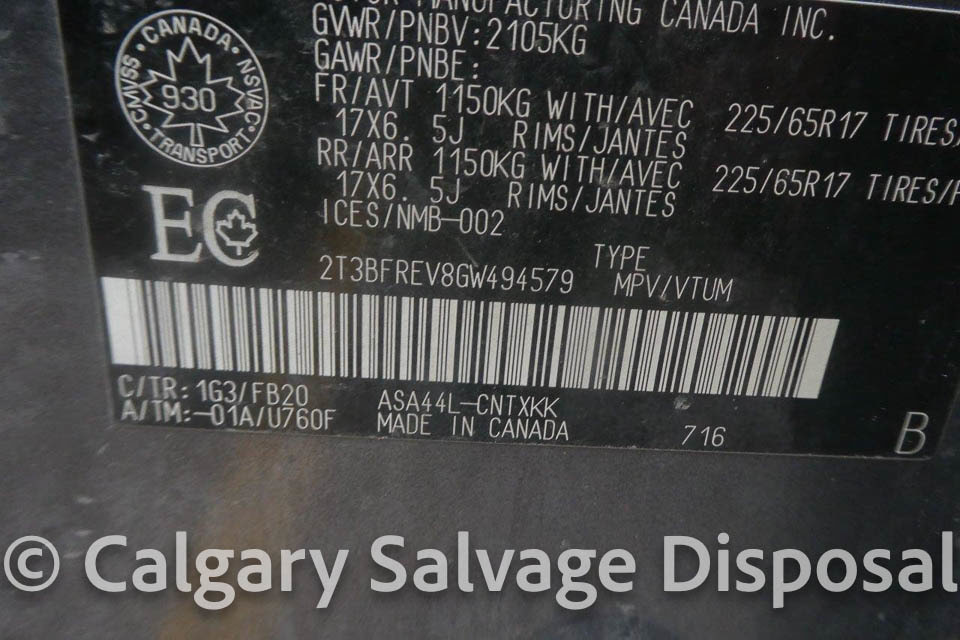 MANUFACTURING CANADA INC.
GVWR/PNBV:2105KG
GAWR/PNBE:
FR/AVT 1150KG WITH/AVEC 225/65R17 TIRES/
17X6. 5J RIMS/JANTES
RR/ARR 1150KG WITH/AVEC 225/65R17 TIRES/P
17X6. 5J RIMS/JANTES
ICES/NMB-002
CANADA
CMVSS 930 NSVAC
TRANSPORT
EC
2T3BFREV8GW494579 TYPE
MPV/VTUM
C/TR: 1G3/FB20 ASA44L-CNTXKK
A/TM:-01A/U760F MADE IN CANADA 716 B
© Calgary Salvage Disposal